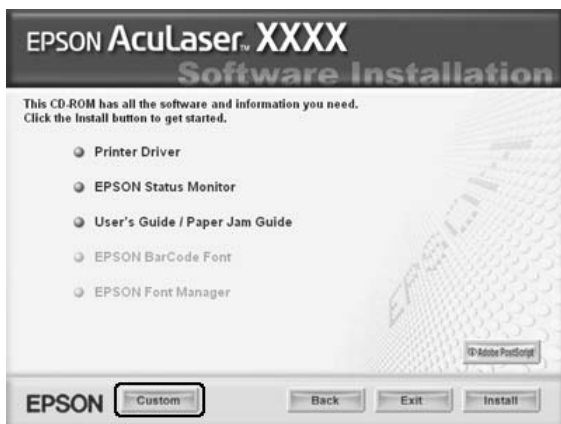 EPSON AcuLaser™ XXXX
Software Installation
This CD-ROM has all the software and information you need.
Click the Install button to get started.
Printer Driver
EPSON Status Monitor
User's Guide / Paper Jam Guide
EPSON BarCode Font
EPSON Font Manager
EPSON
Adobe PostScript
EPSON Custom Back Exit Install